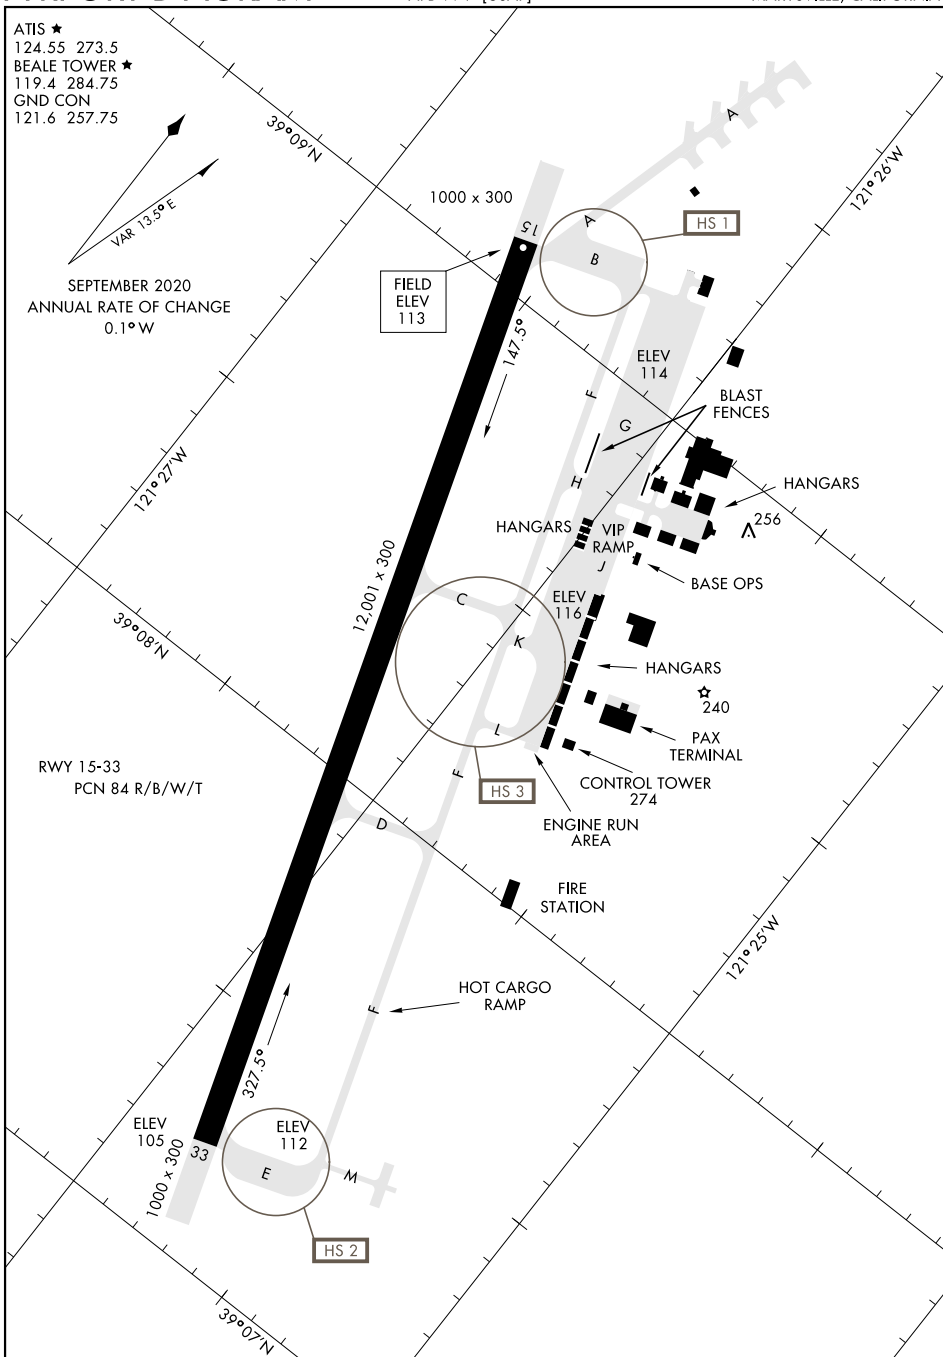 ATIS ★
124.55 273.5
BEALE TOWER ★
119.4 284.75
GND CON
121.6 257.75
VAR 13.5° E
SEPTEMBER 2020
ANNUAL RATE OF CHANGE
0.1° W
39°09'N
121°26'W
A
1000 x 300
15
A
HS 1
B
FIELD
ELEV
113
147.5°
ELEV
114
F
BLAST
FENCES
G
121°27'W
H
HANGARS
256
HANGARS
VIP
RAMP
J
BASE OPS
12,001 x 300
C
ELEV
116
39°08'N
K
HANGARS
240
L
PAX
TERMINAL
RWY 15-33
PCN 84 R/B/W/T
F
HS 3
CONTROL TOWER
274
D
ENGINE RUN
AREA
FIRE
STATION
121°25'W
HOT CARGO
RAMP
F
327.5°
ELEV
105
ELEV
112
33
1000 x 300
E
M
HS 2
39°07'N